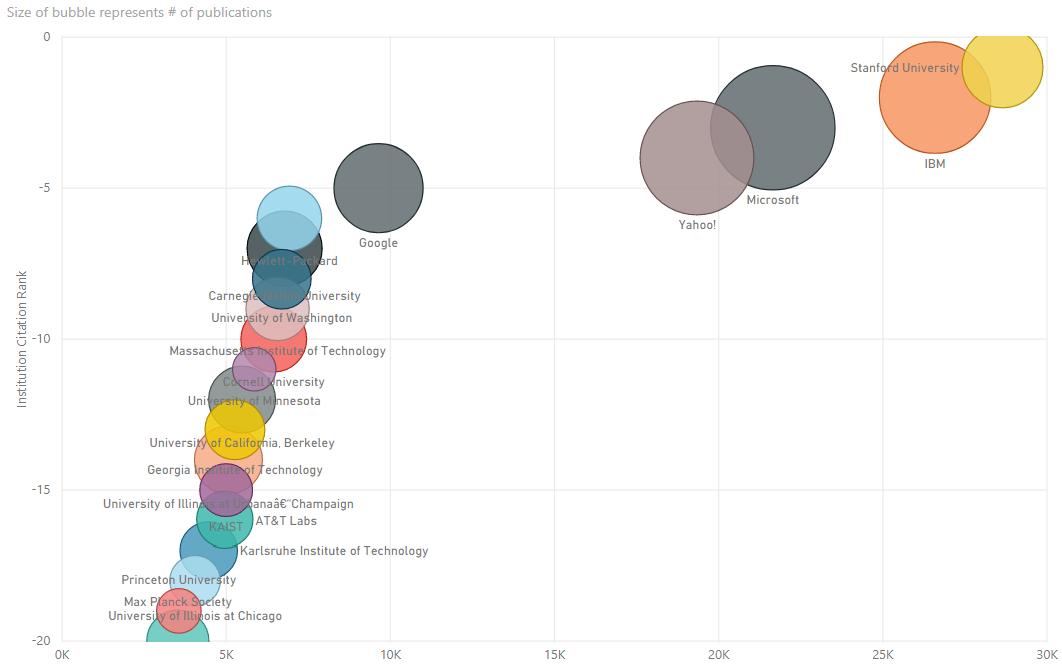 Size of bubble represents # of publications
Institution Citation Rank
0
-5
-10
-15
-20
Stanford University
IBM
Microsoft
Yahoo!
Google
Hewlett-Packard
Carnegie Mellon University
University of Washington
Massachusetts Institute of Technology
Cornell University
University of Minnesota
University of California, Berkeley
Georgia Institute of Technology
University of Illinois at Urbanaâ€“Champaign
AT&T Labs
KAIST
Karlsruhe Institute of Technology
Princeton University
Max Planck Society
University of Illinois at Chicago
0K 5K 10K 15K 20K 25K 30K